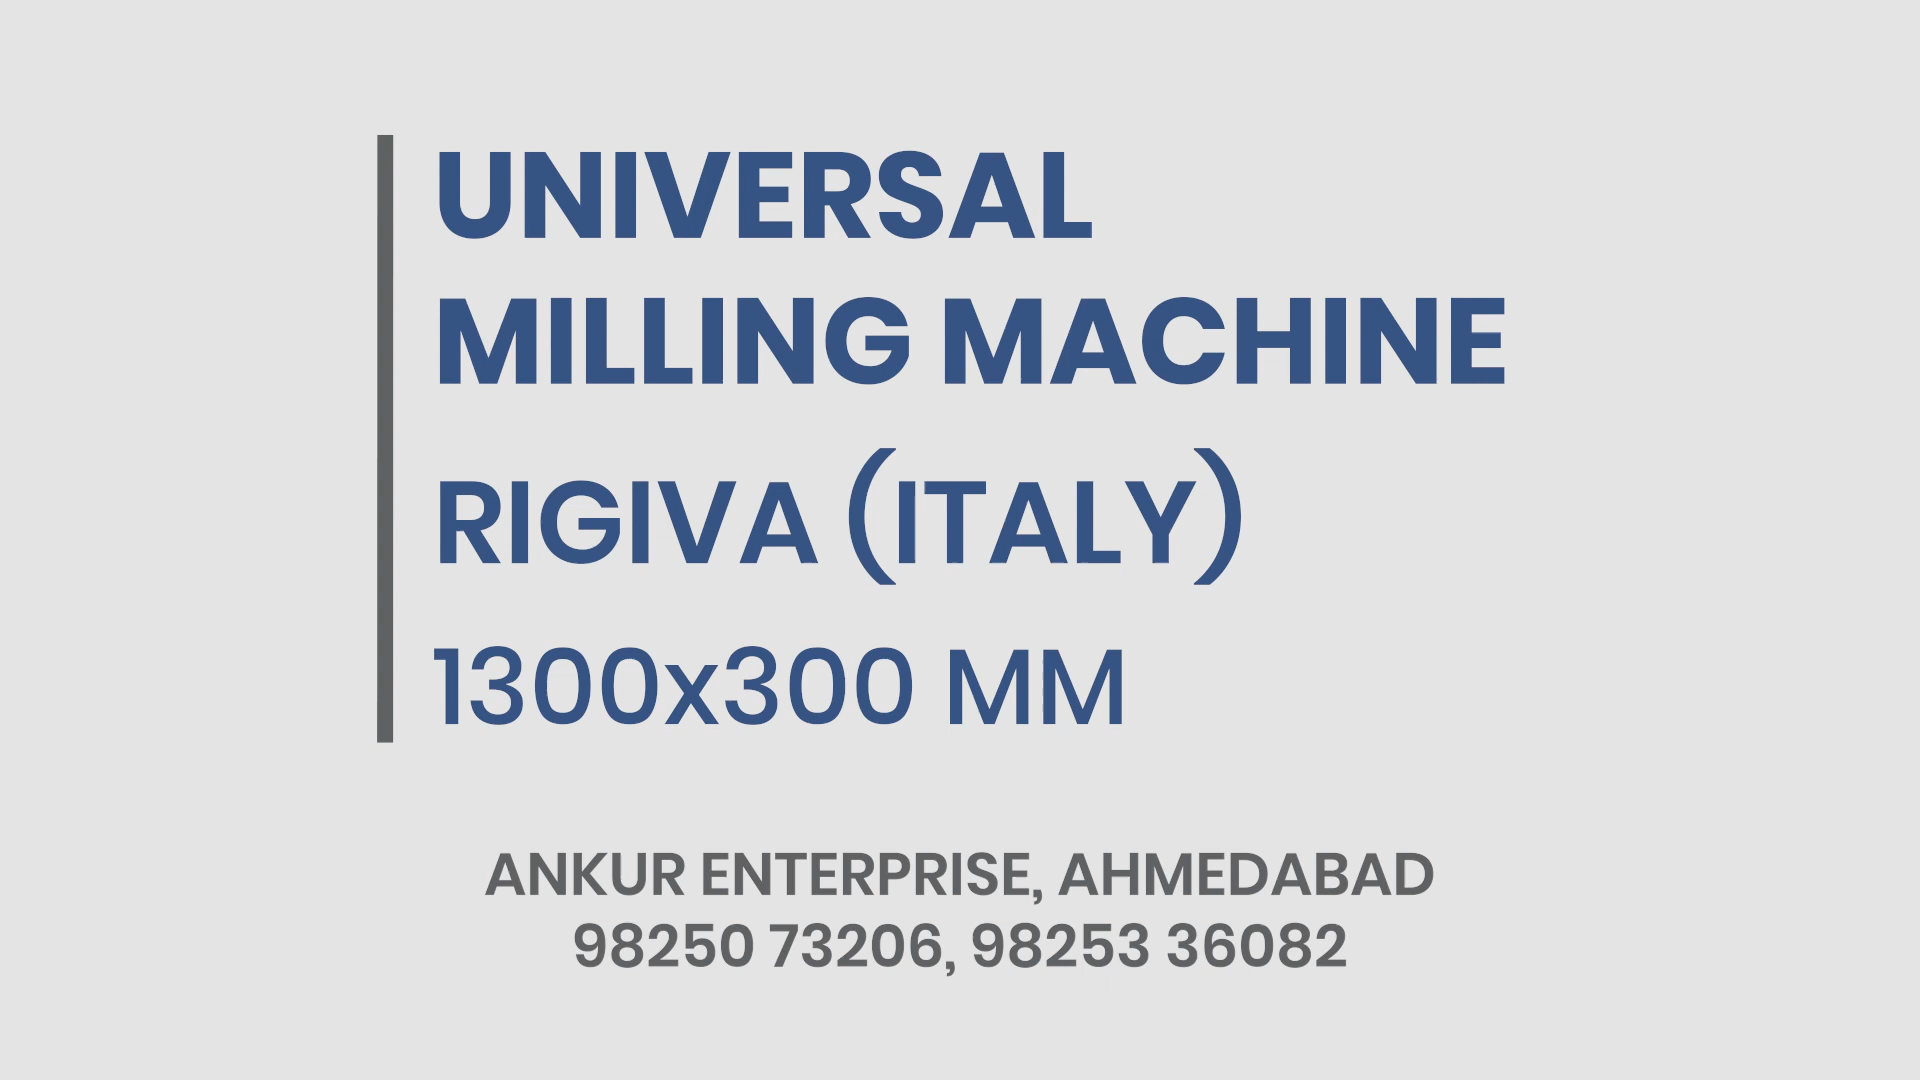 UNIVERSAL
MILLING MACHINE
RIGIVA (ITALY)
1300x300 MM
ANKUR ENTERPRISE, AHMEDABAD
98250 73206, 98253 36082